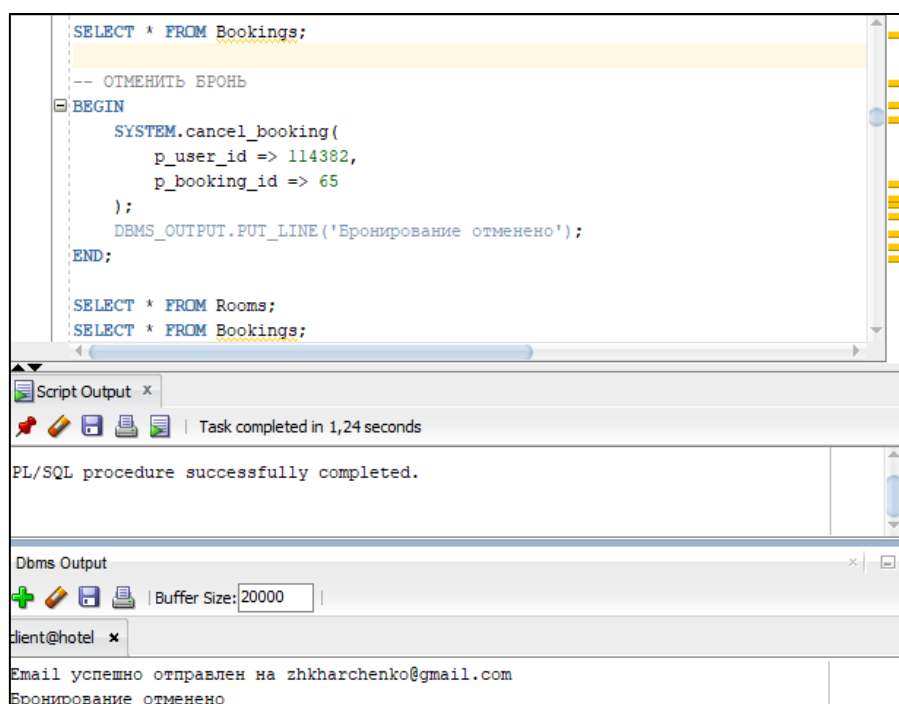 SELECT * FROM Bookings;
-- ОТМЕНИТЬ БРОНЬ
BEGIN
SYSTEM.cancel_booking(
p_user_id => 114382,
p_booking_id => 65
);
DBMS_OUTPUT.PUT_LINE('Бронирование отменено');
END;
SELECT * FROM Rooms;
SELECT * FROM Bookings;
Script Output x
Task completed in 1,24 seconds
PL/SQL procedure successfully completed.
Dbms Output
Buffer Size: 20000
client@hotel x
Email успешно отправлен на zhkharchenko@gmail.com
Бронирование отменено